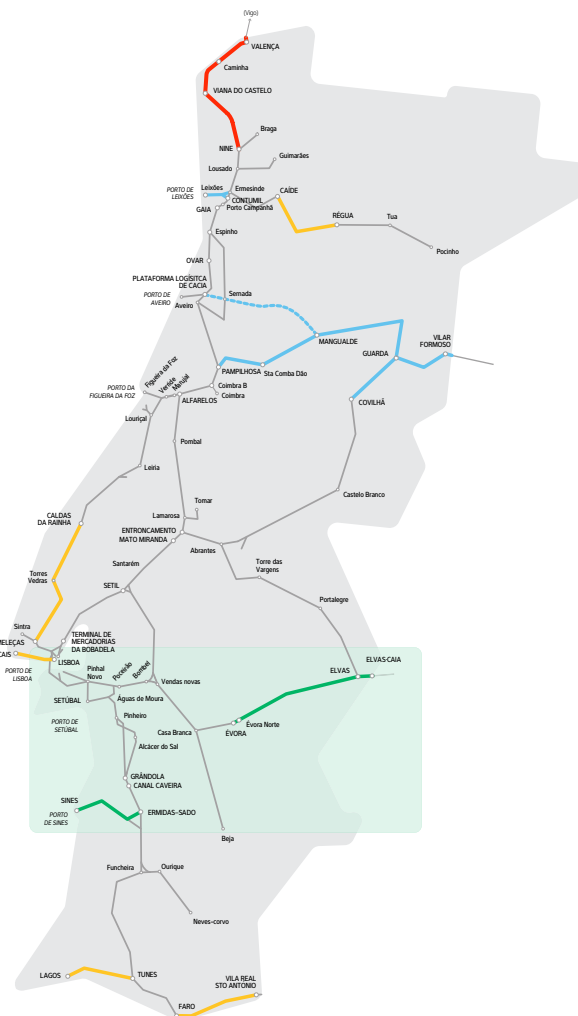 (Vigo)
VALENÇA
Caminha
VIANA DO CASTELO
Braga
NINE
Guimarães
Lousado
PORTO DE
LEIXÕES
Leixões
Ermesinde
CONTUMIL
Porto Campanhã
CAÍDE
GAIA
RÉGUA
Tua
Espinho
Pocinho
OVAR
PLATAFORMA LOGÍSITCA
DE CACIA
PORTO DE
AVEIRO
Aveiro
Sernada
MANGUALDE
VILAR
FORMOSO
GUARDA
PAMPILHOSA
Sta Comba Dão
Figueira da Foz
Verride
Marujal
PORTO DA
FIGUEIRA DA FOZ
Coimbra B
Coimbra
ALFARELOS
COVILHÃ
Louriçal
Pombal
Leiria
Castelo Branco
Tomar
Lamarosa
CALDAS
DA RAINHA
ENTRONCAMENTO
MATO MIRANDA
Abrantes
Santarém
Torre das
Vargens
Torres
Vedras
SETIL
Portalegre
Sintra
MELEÇAS
CAIS
TERMINAL DE
MERCADORIAS
DA BOBADELA
LISBOA
PORTO DE
LISBOA
Pinhal
Novo
Poceirão
Bombel
Vendas novas
ELVAS
ELVAS-CAIA
SETÚBAL
Águas de Moura
PORTO DE
SETÚBAL
Pinheiro
Casa Branca
Évora Norte
ÉVORA
Alcácer do Sal
GRÂNDOLA
CANAL CAVEIRA
SINES
PORTO
DE SINES
ERMIDAS-SADO
Beja
Funcheira
Ourique
Neves-corvo
LAGOS
TUNES
VILA REAL
STO ANTONIO
FARO